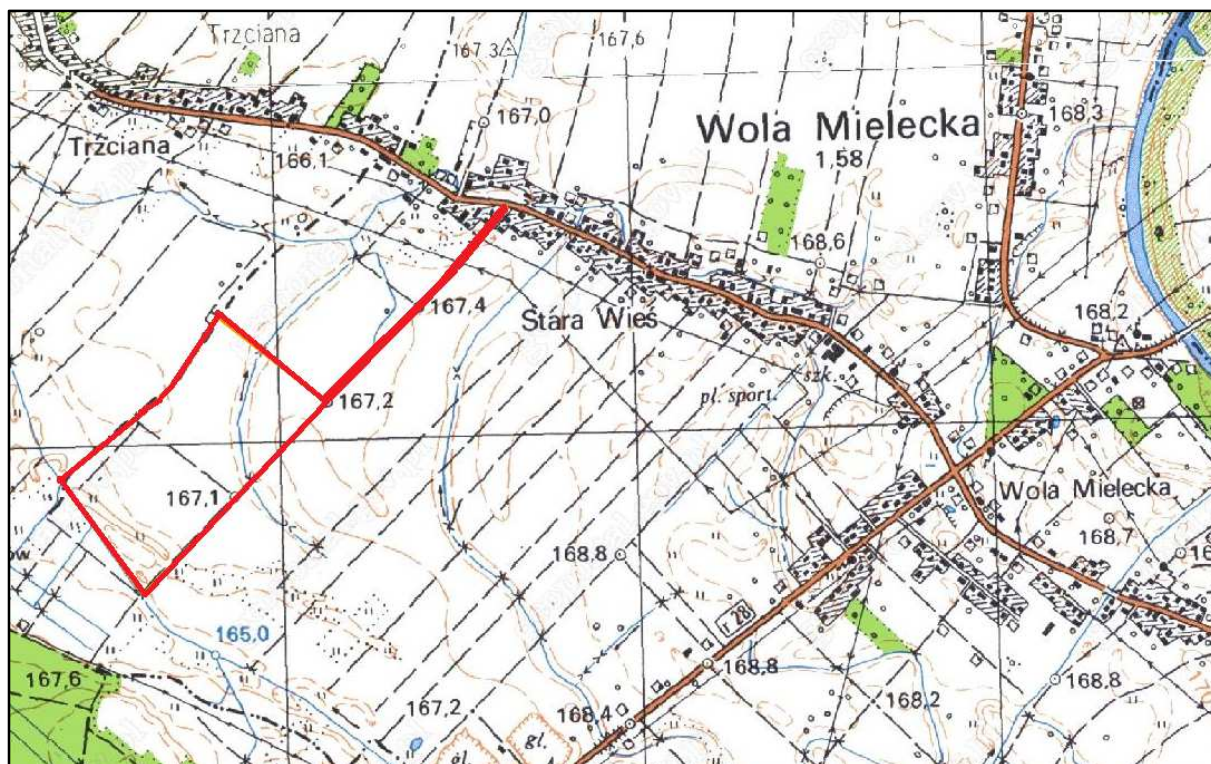 Trzciana
167,3
167,6
167,0
168,3
Wola Mielecka
1,58
Trzciana
166,1
168,6
168,2
167,4
Stára Wieś
szk.
pl. sport.
167,2
167,1
Wola Mielecka
168,8
168,7
165,0
r 28
167,6
168,8
168,8
168,2
167,2
168,4
gl.
gl.